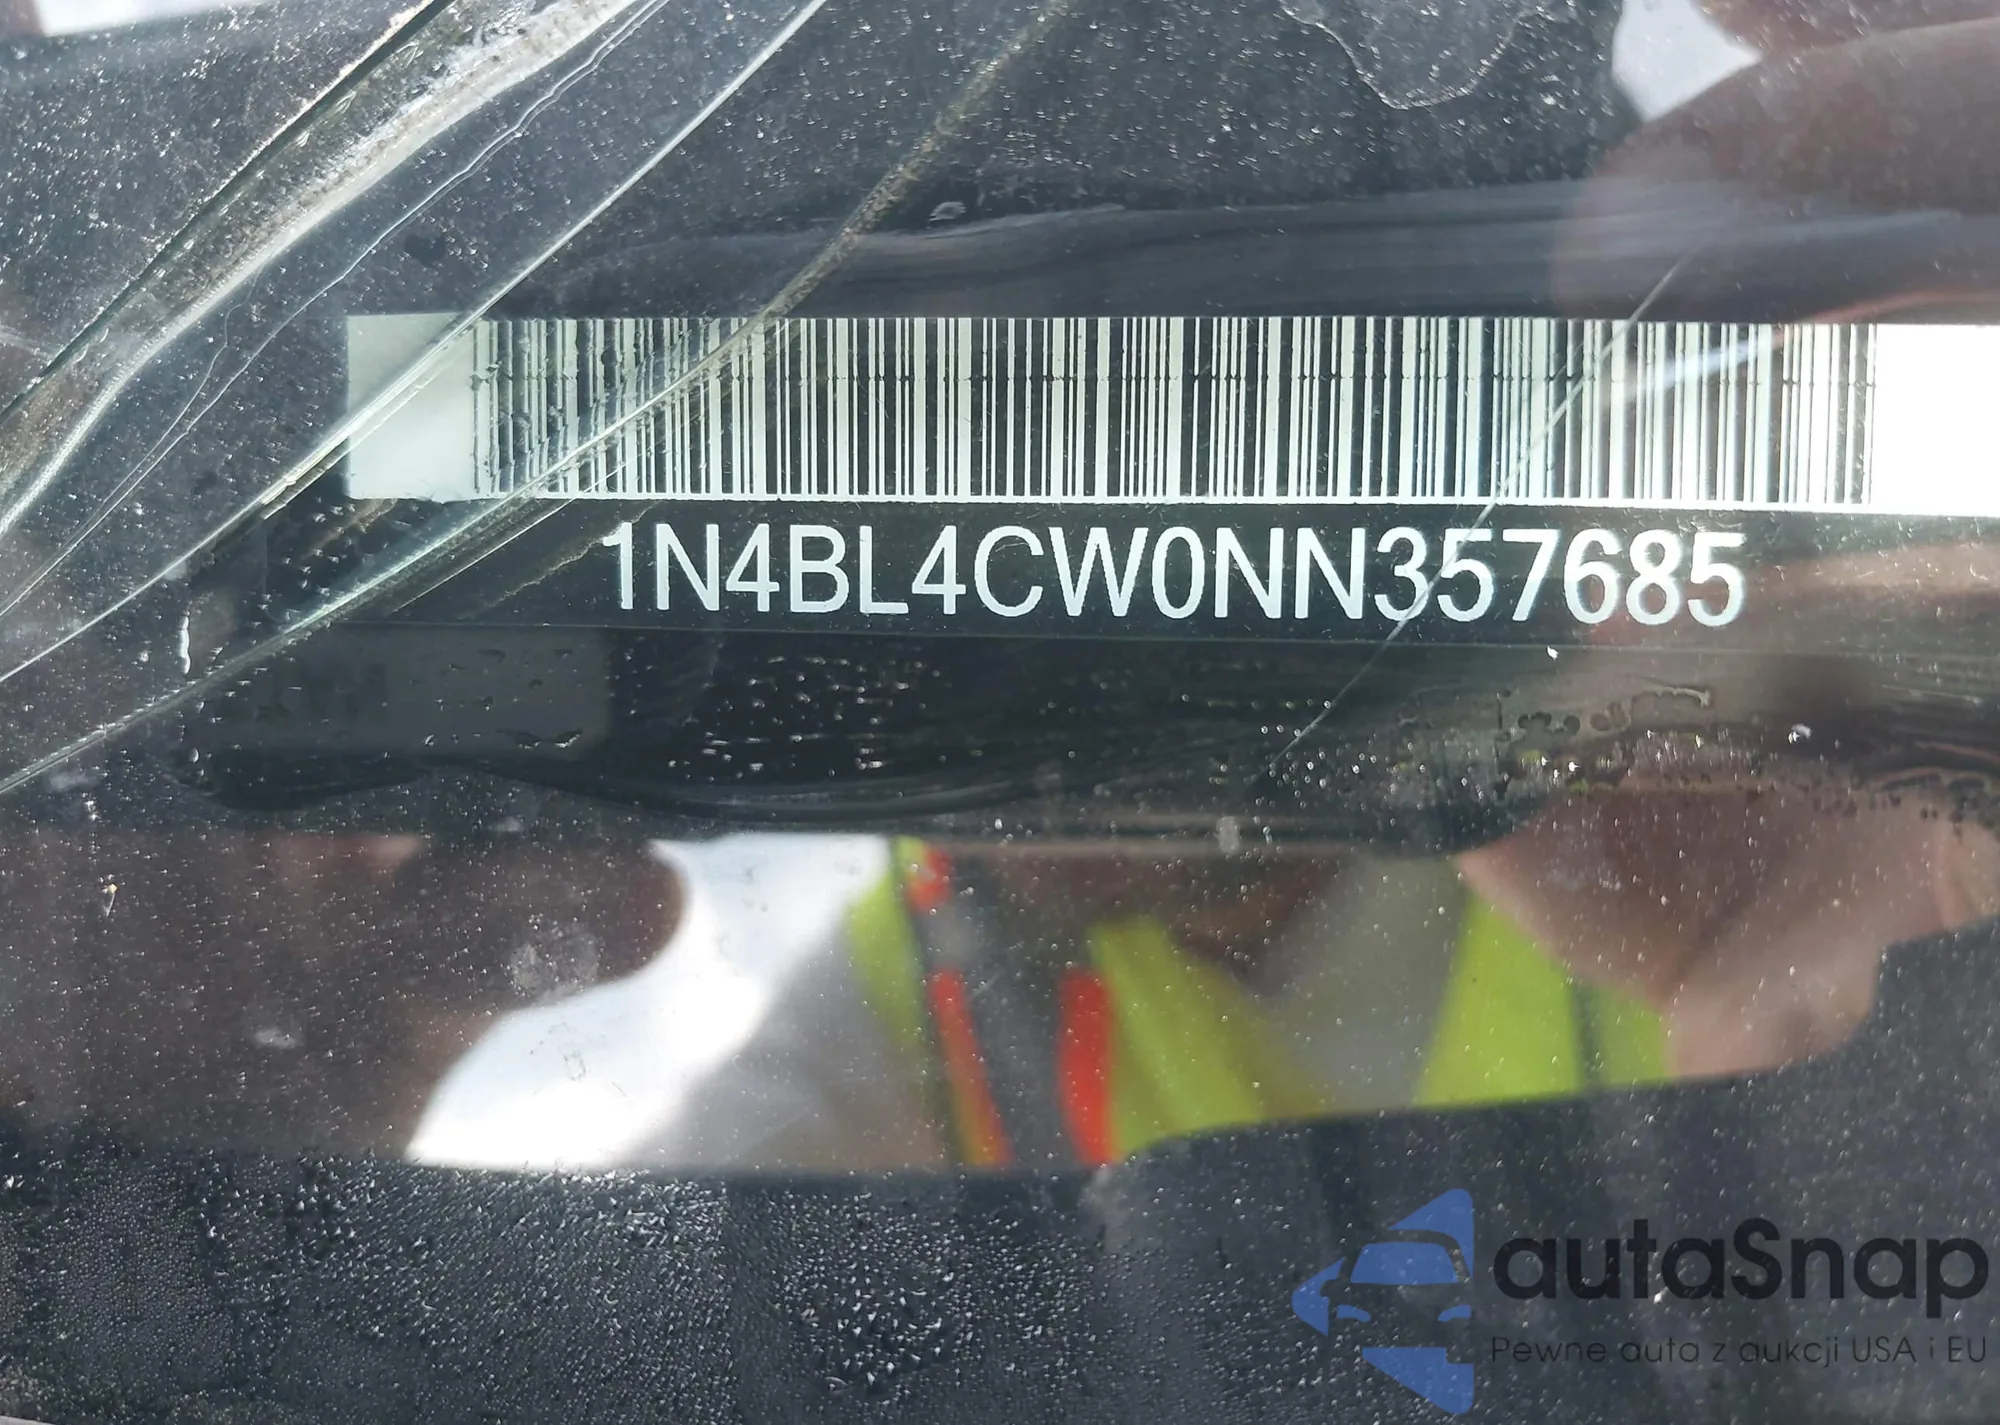 1N4BL4CW0NN357685
autaSnap
Pewne auta z aukcji USA i EU